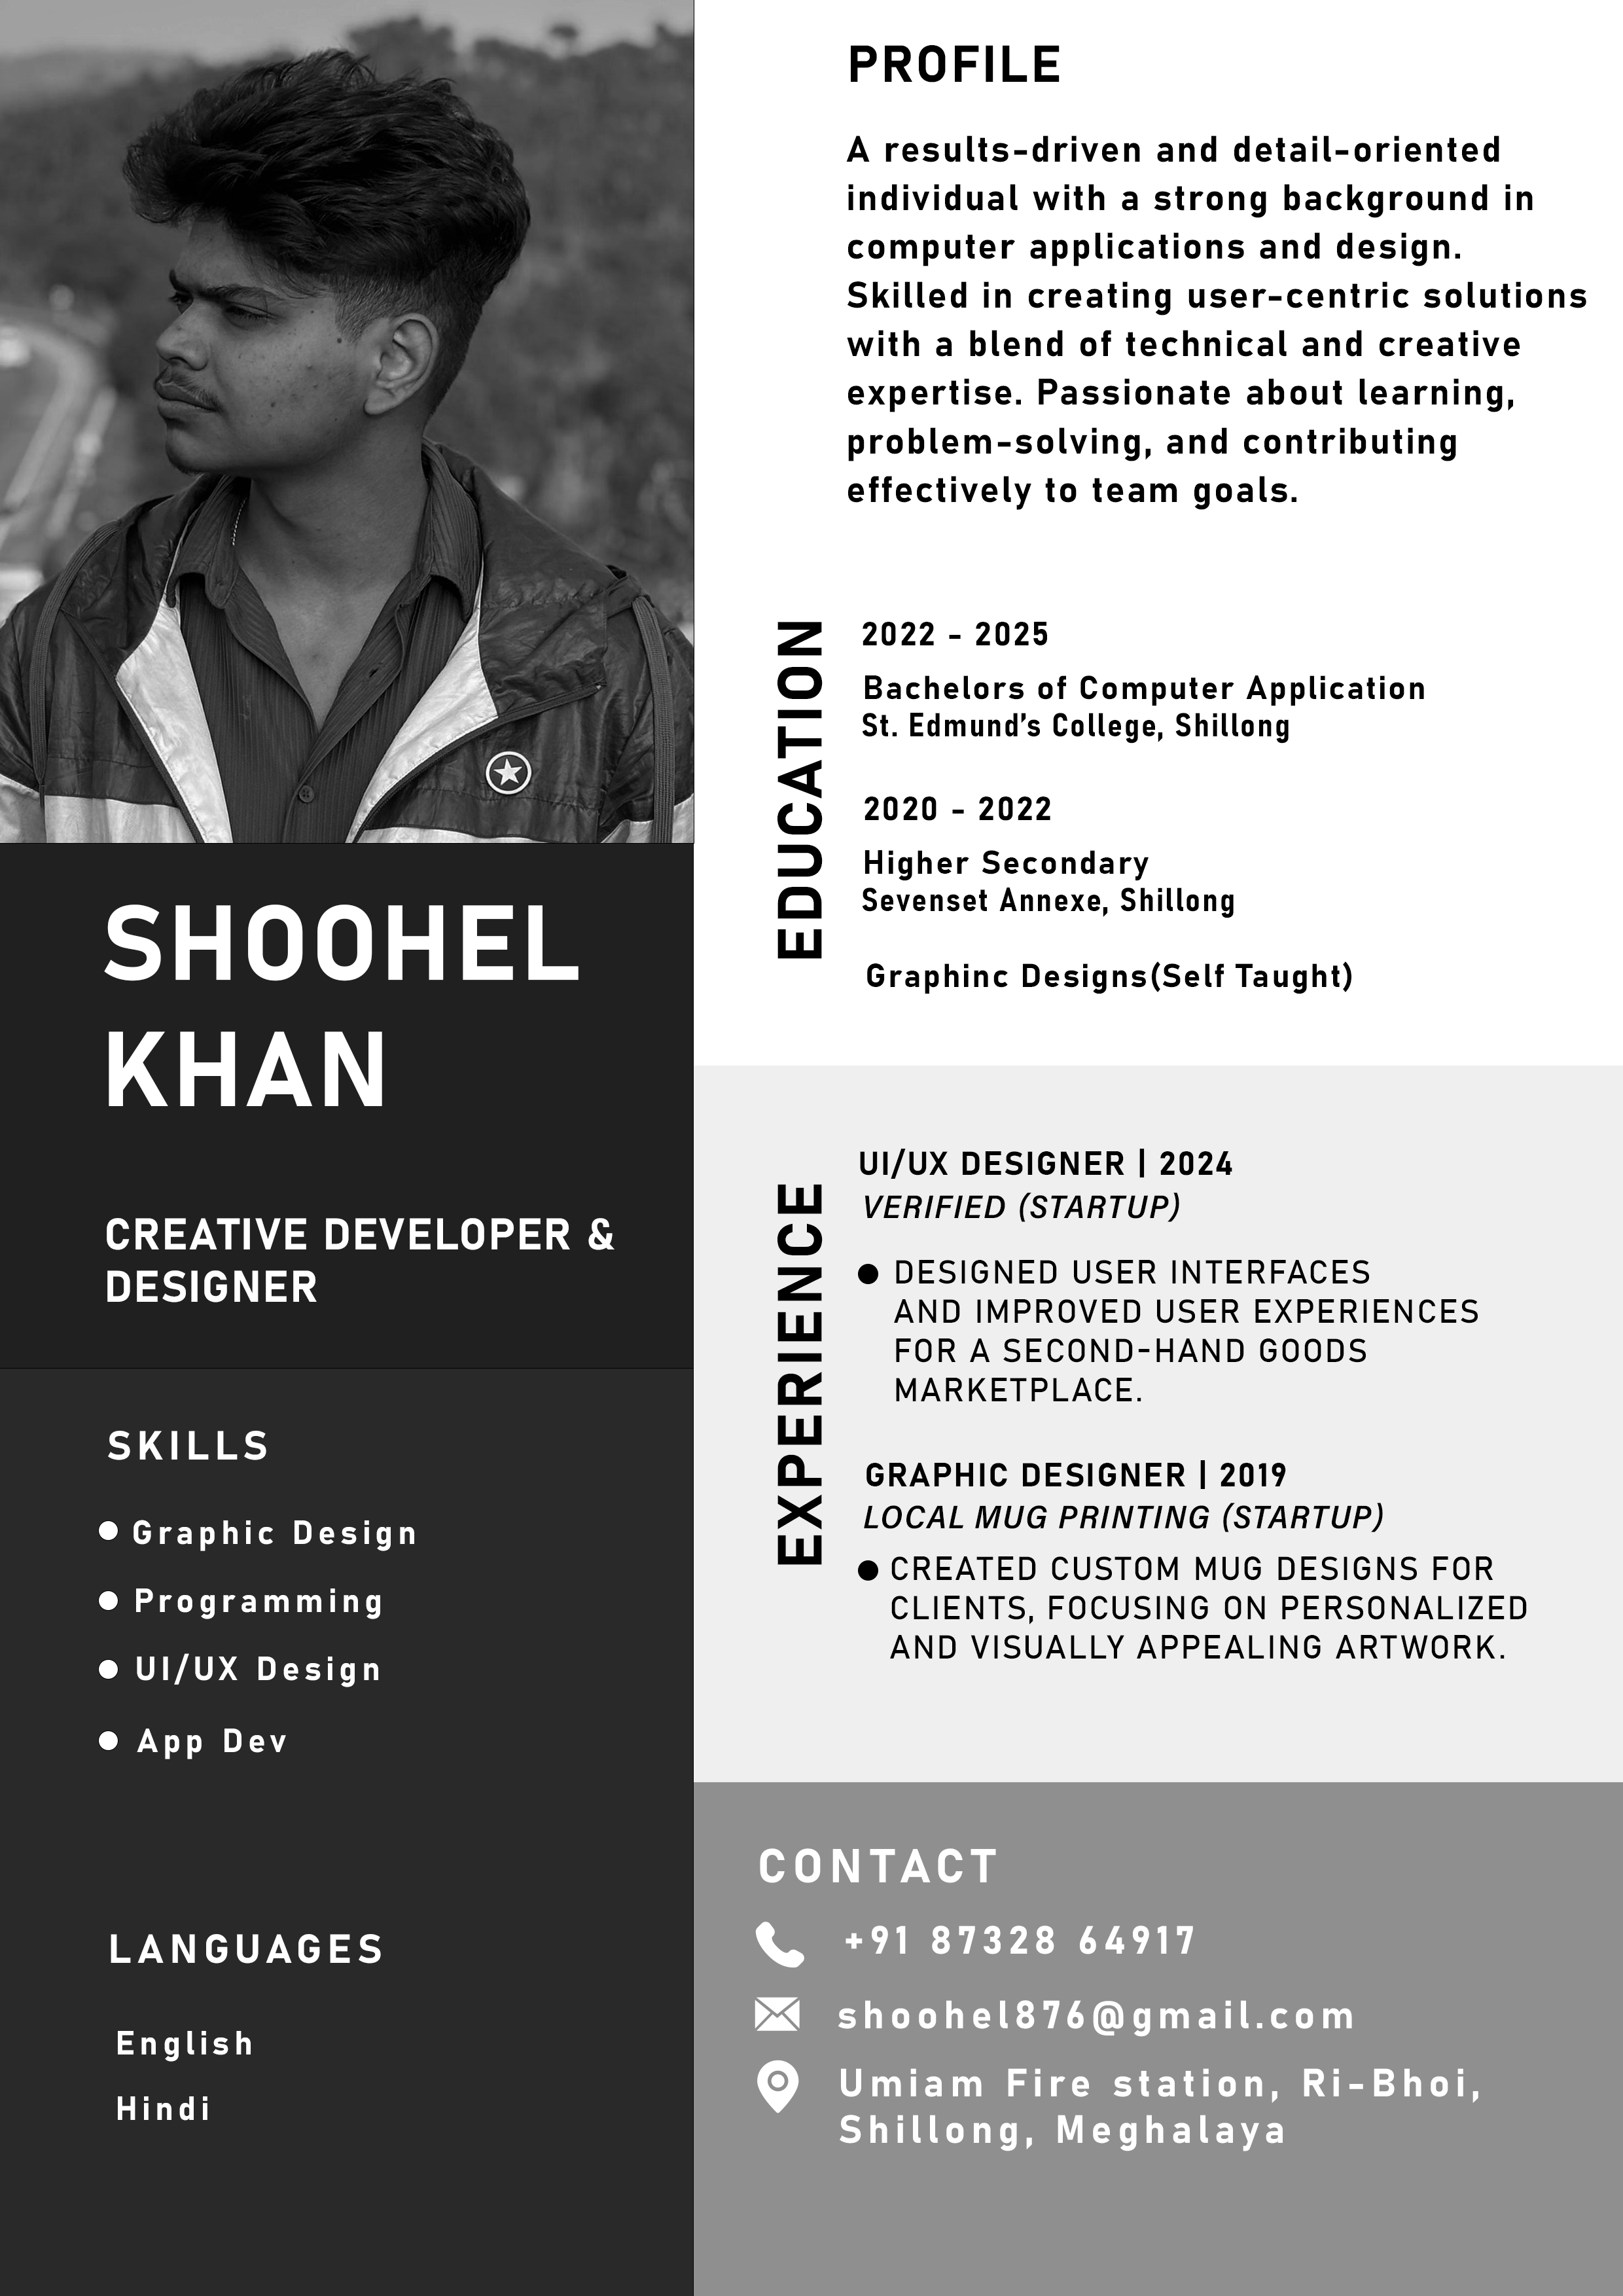 SHOOHEL
KHAN
CREATIVE DEVELOPER &
DESIGNER
SKILLS
Graphic Design
Programming
UI/UX Design
App Dev
LANGUAGES
English
Hindi
PROFILE
A results-driven and detail-oriented
individual with a strong background in
computer applications and design.
Skilled in creating user-centric solutions
with a blend of technical and creative
expertise. Passionate about learning,
problem-solving, and contributing
effectively to team goals.
EDUCATION
2022 - 2025
Bachelors of Computer Application
St. Edmund’s College, Shillong
2020 - 2022
Higher Secondary
Sevenset Annexe, Shillong
Graphinc Designs(Self Taught)
EXPERIENCE
UI/UX DESIGNER | 2024
VERIFIED (STARTUP)
DESIGNED USER INTERFACES
AND IMPROVED USER EXPERIENCES
FOR A SECOND-HAND GOODS
MARKETPLACE.
GRAPHIC DESIGNER | 2019
LOCAL MUG PRINTING (STARTUP)
CREATED CUSTOM MUG DESIGNS FOR
CLIENTS, FOCUSING ON PERSONALIZED
AND VISUALLY APPEALING ARTWORK.
CONTACT
+91 87328 64917
shoohel876@gmail.com
Umiam Fire station, Ri-Bhoi,
Shillong, Meghalaya